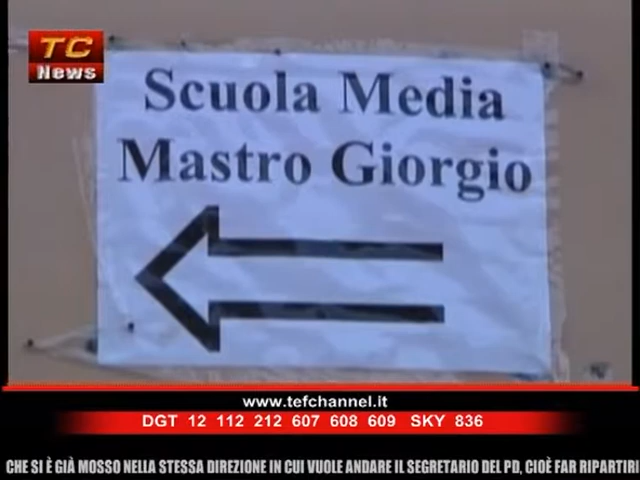 TC
News
Scuola Media
Mastro Giorgio
www.tefchannel.it
DGT 12 112 212 607 608 609 SKY 836
CHE SI È GIÀ MOSSO NELLA STESSA DIREZIONE IN CUI VUOLE ANDARE IL SEGRETARIO DEL PD, CIOÈ FAR RIPARTIRI